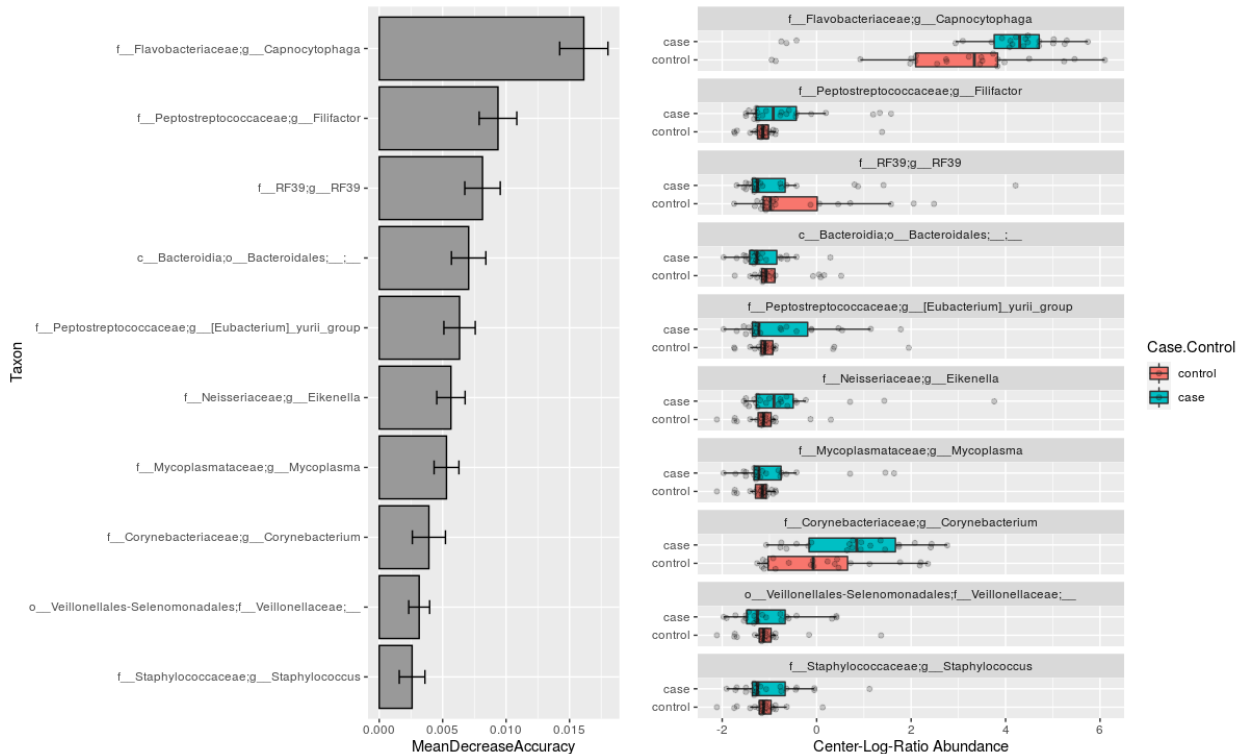 Taxon
f__Flavobacteriaceae;g__Capnocytophaga
f__Peptostreptococcaceae;g__Filifactor
f__RF39;g__RF39
c__Bacteroidia;o__Bacteroidales;__;__
f__Peptostreptococcaceae;g__[Eubacterium]_yurii_group
f__Neisseriaceae;g__Eikenella
f__Mycoplasmataceae;g__Mycoplasma
f__Corynebacteriaceae;g__Corynebacterium
o__Veillonellales-Selenomonadales;f__Veillonellaceae;__
f__Staphylococcaceae;g__Staphylococcus
0.000 0.005 0.010 0.015
MeanDecreaseAccuracy
f__Flavobacteriaceae;g__Capnocytophaga
case
control
f__Peptostreptococcaceae;g__Filifactor
case
control
f__RF39;g__RF39
case
control
c__Bacteroidia;o__Bacteroidales;__;__
case
control
f__Peptostreptococcaceae;g__[Eubacterium]_yurii_group
case
control
f__Neisseriaceae;g__Eikenella
case
control
f__Mycoplasmataceae;g__Mycoplasma
case
control
f__Corynebacteriaceae;g__Corynebacterium
case
control
o__Veillonellales-Selenomonadales;f__Veillonellaceae;__
case
control
f__Staphylococcaceae;g__Staphylococcus
case
control
-2 0 2 4 6
Center-Log-Ratio Abundance
Case.Control
control
case